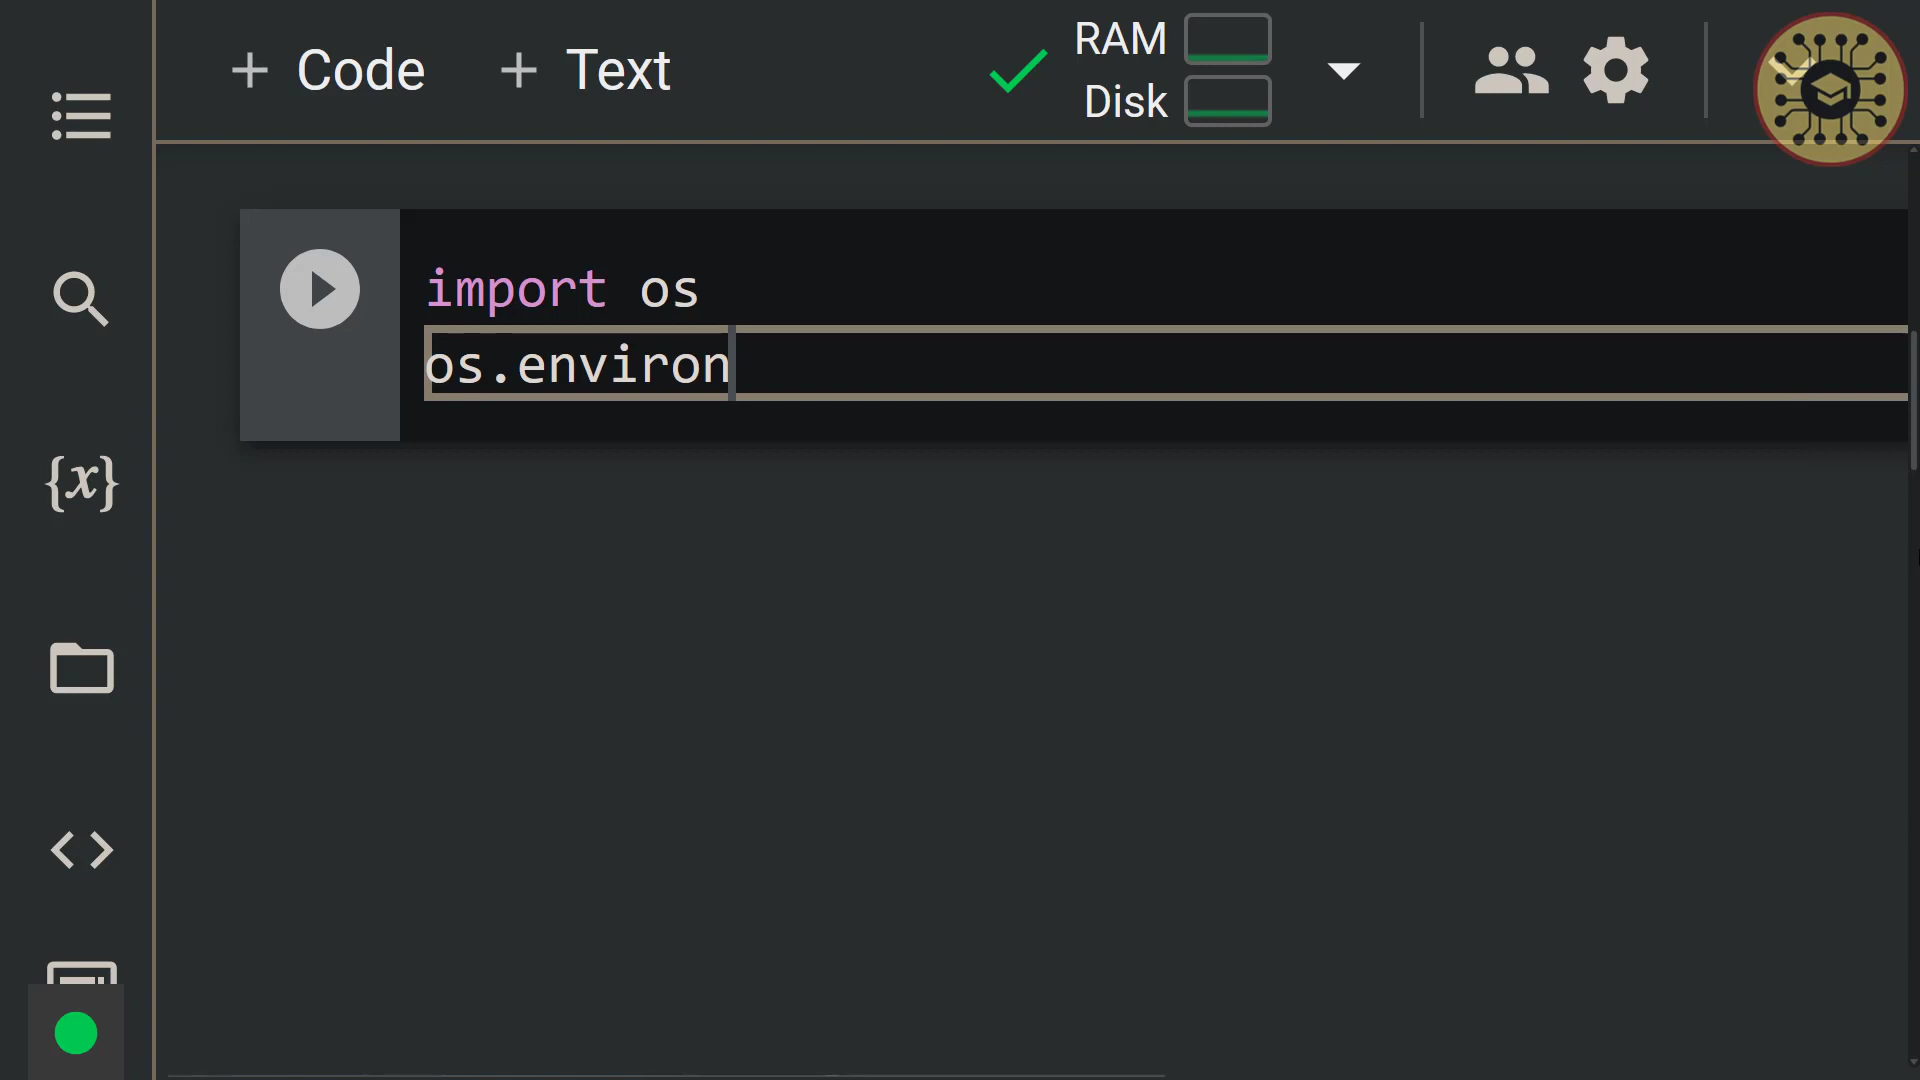 + Code + Text
RAM
Disk
import os
os.environ
{x}